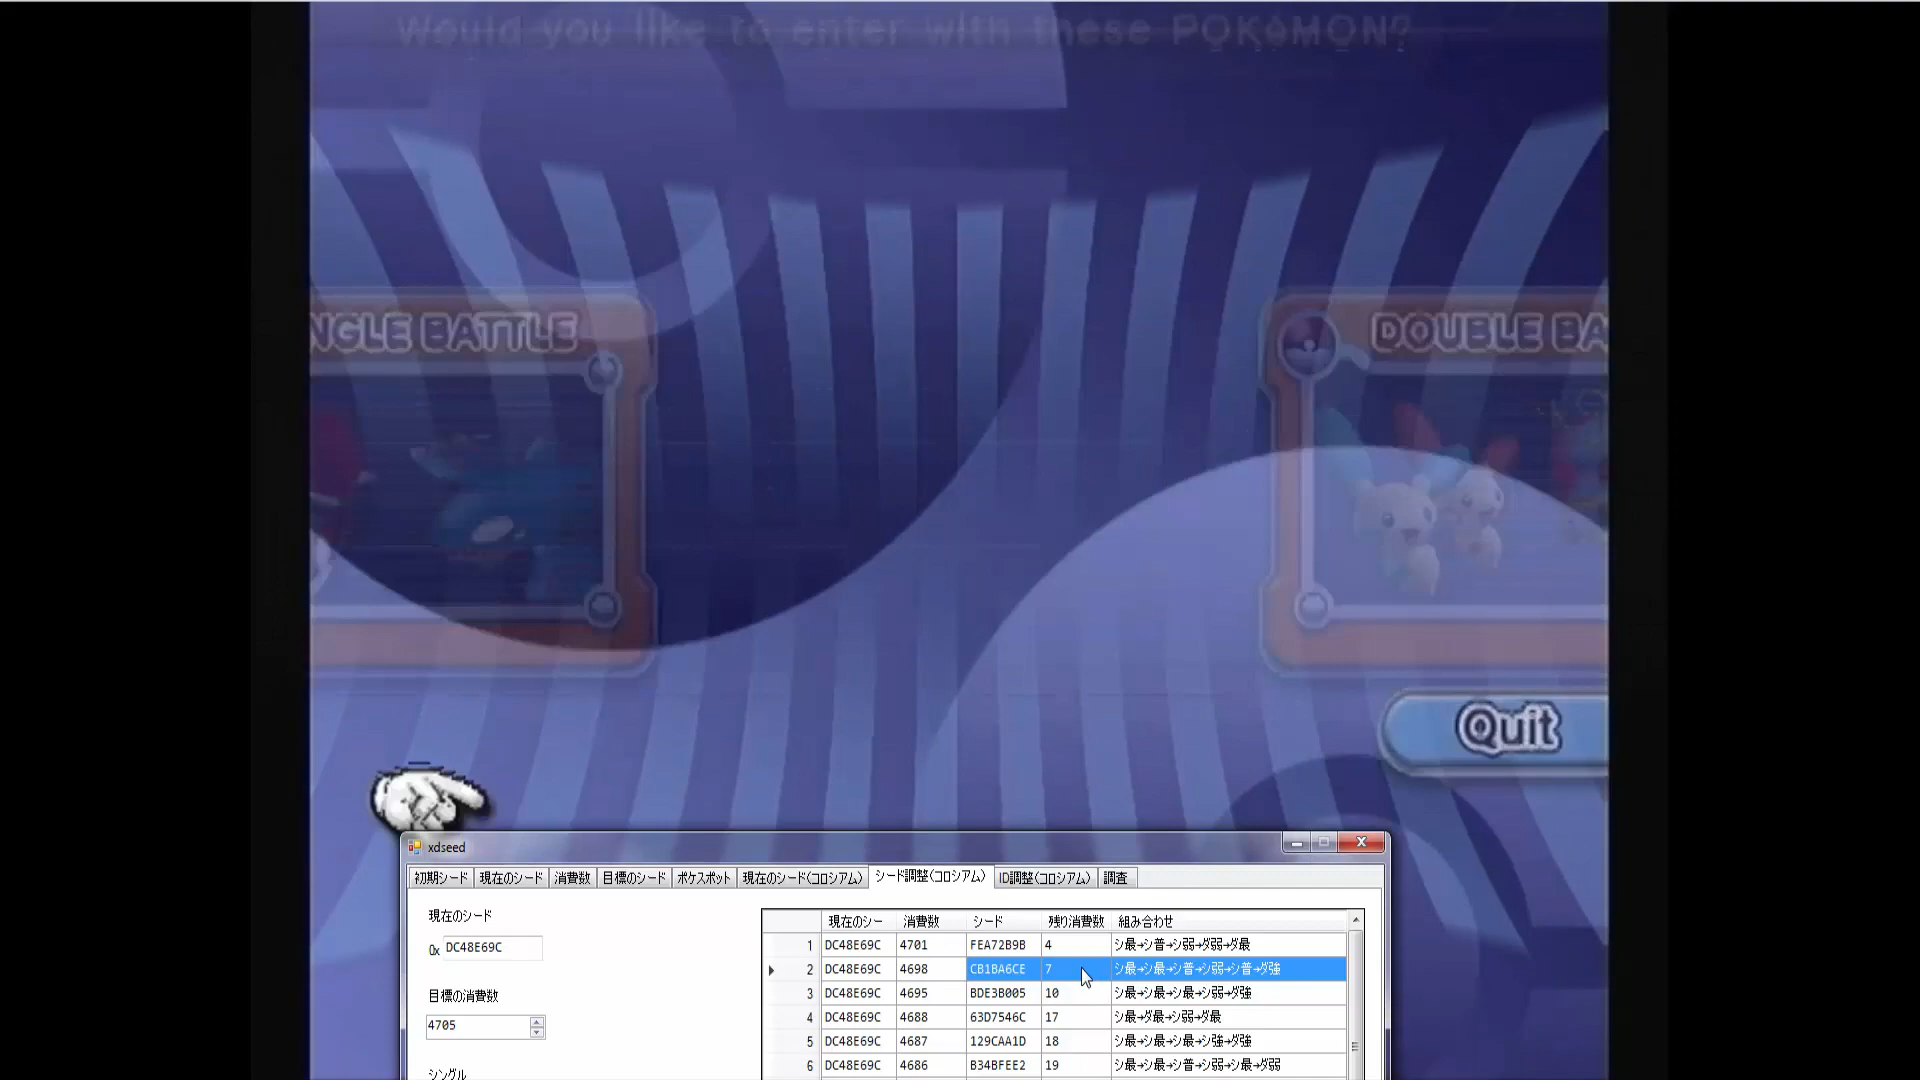 Would you like to enter with these POKéMON?
NGLE BATTLE
DOUBLE BA
Quit
xdseed
初期シード 現在のシード 消費数 目標のシード ポケスポット 現在のシード(コロシアム) シード調整(コロシアム) ID調整(コロシアム) 調査
現在のシード
0x DC48E69C
目標の消費数
4705
シングル
現在のシー 消費数 シード 残り消費数 組み合わせ
1 DC48E69C 4701 FEA72B9B 4 シ最→シ普→シ弱→ダ弱→ダ最
2 DC48E69C 4698 CB1BA6CE 7 シ最→シ最→シ普→シ弱→シ普→ダ強
3 DC48E69C 4695 BDE3B005 10 シ最→シ最→シ最→シ弱→ダ強
4 DC48E69C 4688 63D7546C 17 シ最→ダ最→シ弱→ダ最
5 DC48E69C 4687 129CAA1D 18 シ最→シ最→シ最→シ強→ダ強
6 DC48E69C 4686 B34BFEE2 19 シ最→シ最→シ普→シ弱→シ最→ダ弱